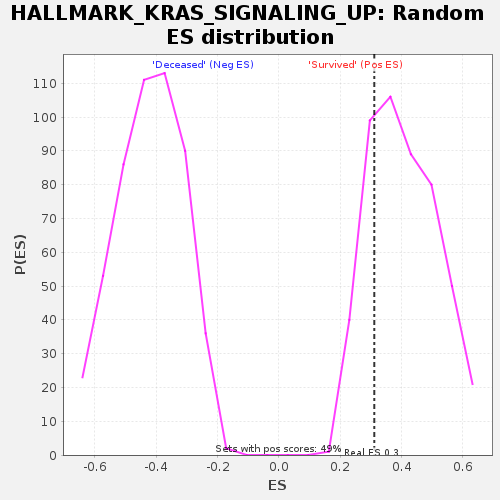 HALLMARK_KRAS_SIGNALING_UP: Random
ES distribution
'Deceased' (Neg ES)
'Survived' (Pos ES)
P(ES)
110
100
90
80
70
60
50
40
30
20
10
0
Sets with pos scores: 49%
Real ES 0.3
-0.6
-0.4
-0.2
0.0
0.2
0.4
0.6
ES